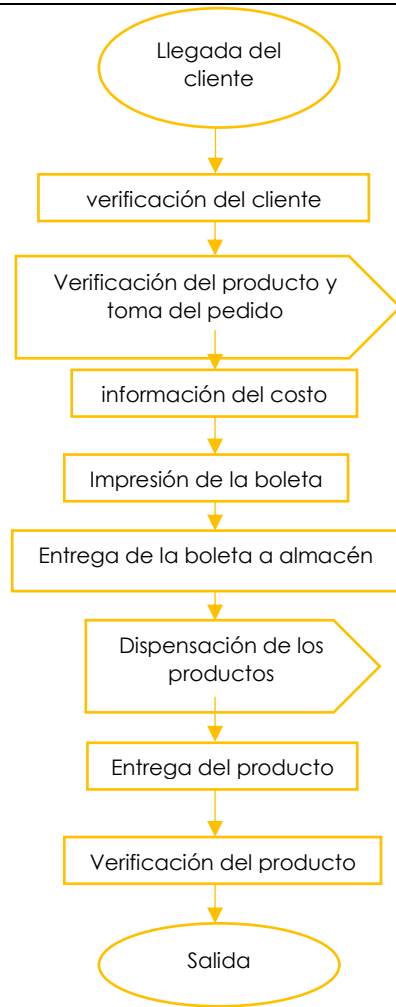 Llegada del
cliente
verificación del cliente
Verificación del producto y
toma del pedido
información del costo
Impresión de la boleta
Entrega de la boleta a almacén
Dispensación de los
productos
Entrega del producto
Verificación del producto
Salida